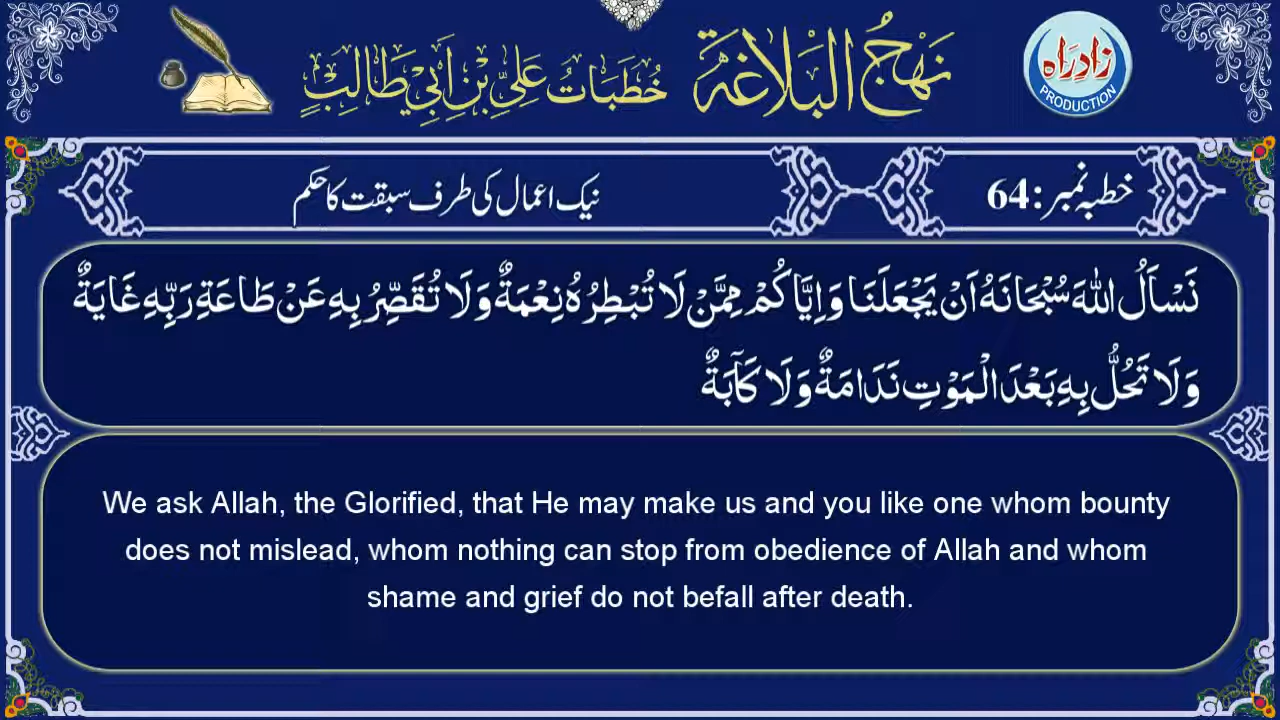 نَهْجُ الْبَلَاغَة خُطَبَاتُ عَلِيِّ بْنِ اَبِي طَالِبٍ
زادِراہ
PRODUCTION
خطبہ نمبر: 64
نیک اعمال کی طرف سبقت کا حکم
نَسْاَلُ اللّٰهَ سُبْحَانَهُ اَنْ يَجْعَلَنَا وَاِيَّاكُمْ مِمَّنْ لَا تُبْطِرُهُ نِعْمَةٌ وَلَا تُقَصِّرُ بِهِ عَنْ طَاعَةِ رَبِّهِ غَايَةٌ
وَلَا تَحُلُّ بِهِ بَعْدَ الْمَوْتِ نَدَامَةٌ وَلَا كَآبَةٌ
We ask Allah, the Glorified, that He may make us and you like one whom bounty
does not mislead, whom nothing can stop from obedience of Allah and whom
shame and grief do not befall after death.